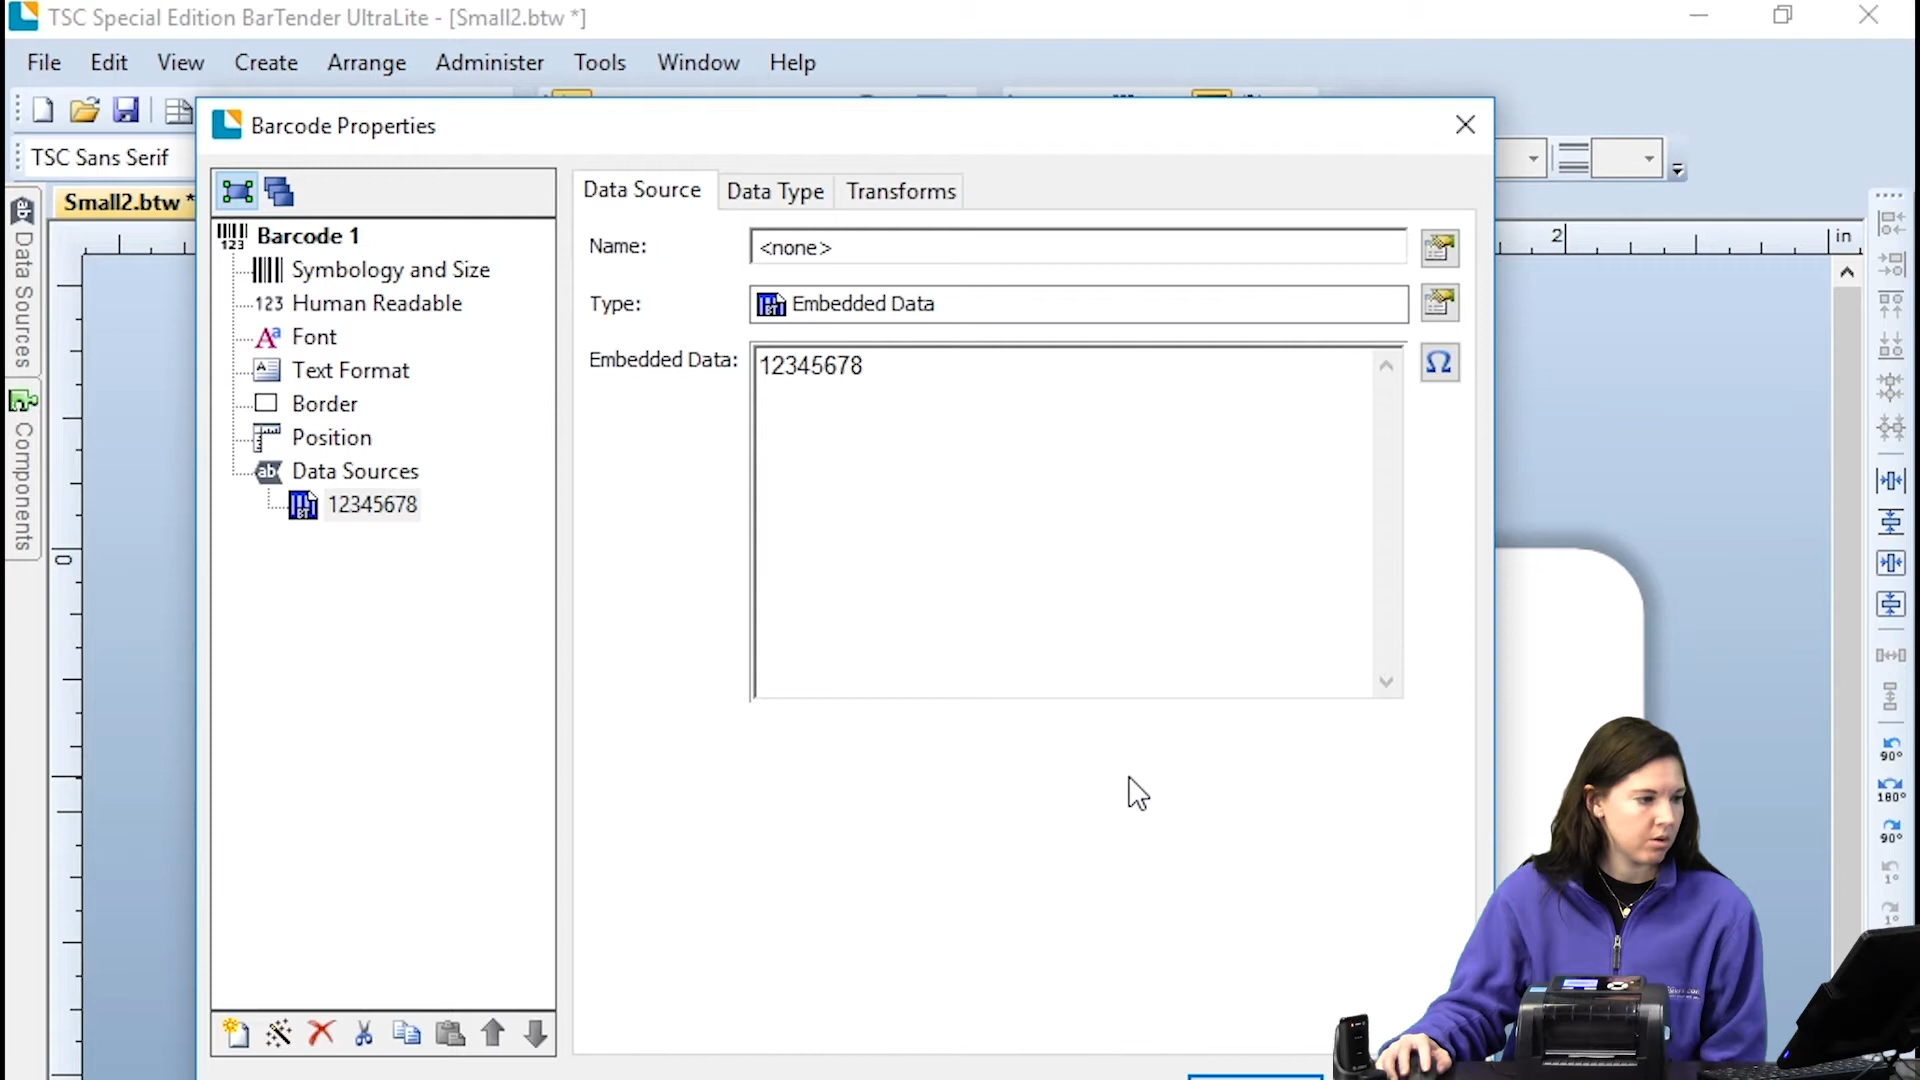 TSC Special Edition BarTender UltraLite - [Small2.btw *]
File Edit View Create Arrange Administer Tools Window Help
Barcode Properties
TSC Sans Serif
Small2.btw *
Data Sources
Components
Barcode 1
Symbology and Size
123 Human Readable
Font
Text Format
Border
Position
Data Sources
12345678
Data Source Data Type Transforms
Name: <none>
Type: Embedded Data
Embedded Data: 12345678
Ω
2
in
0
90°
180°
90°
1°
1°